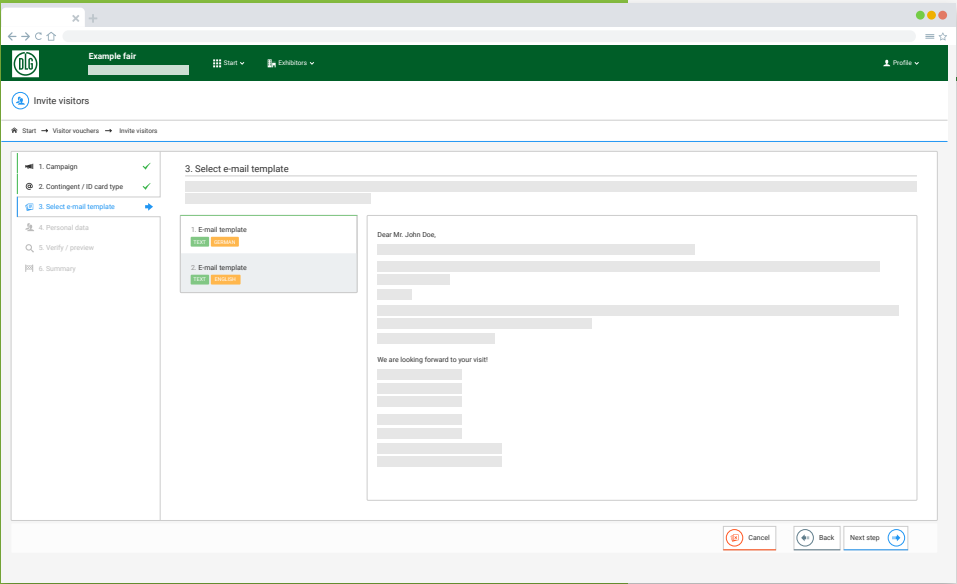 DLG
Example fair
Start
Exhibitors
Profile
Invite visitors
Start → Visitor vouchers → Invite visitors
1. Campaign
@ 2. Contingent / ID card type
3. Select e-mail template
4. Personal data
5. Verify / preview
6. Summary
3. Select e-mail template
1. E-mail template
TEXT GERMAN
2. E-mail template
TEXT ENGLISH
Dear Mr. John Doe,
We are looking forward to your visit!
Cancel
Back
Next step